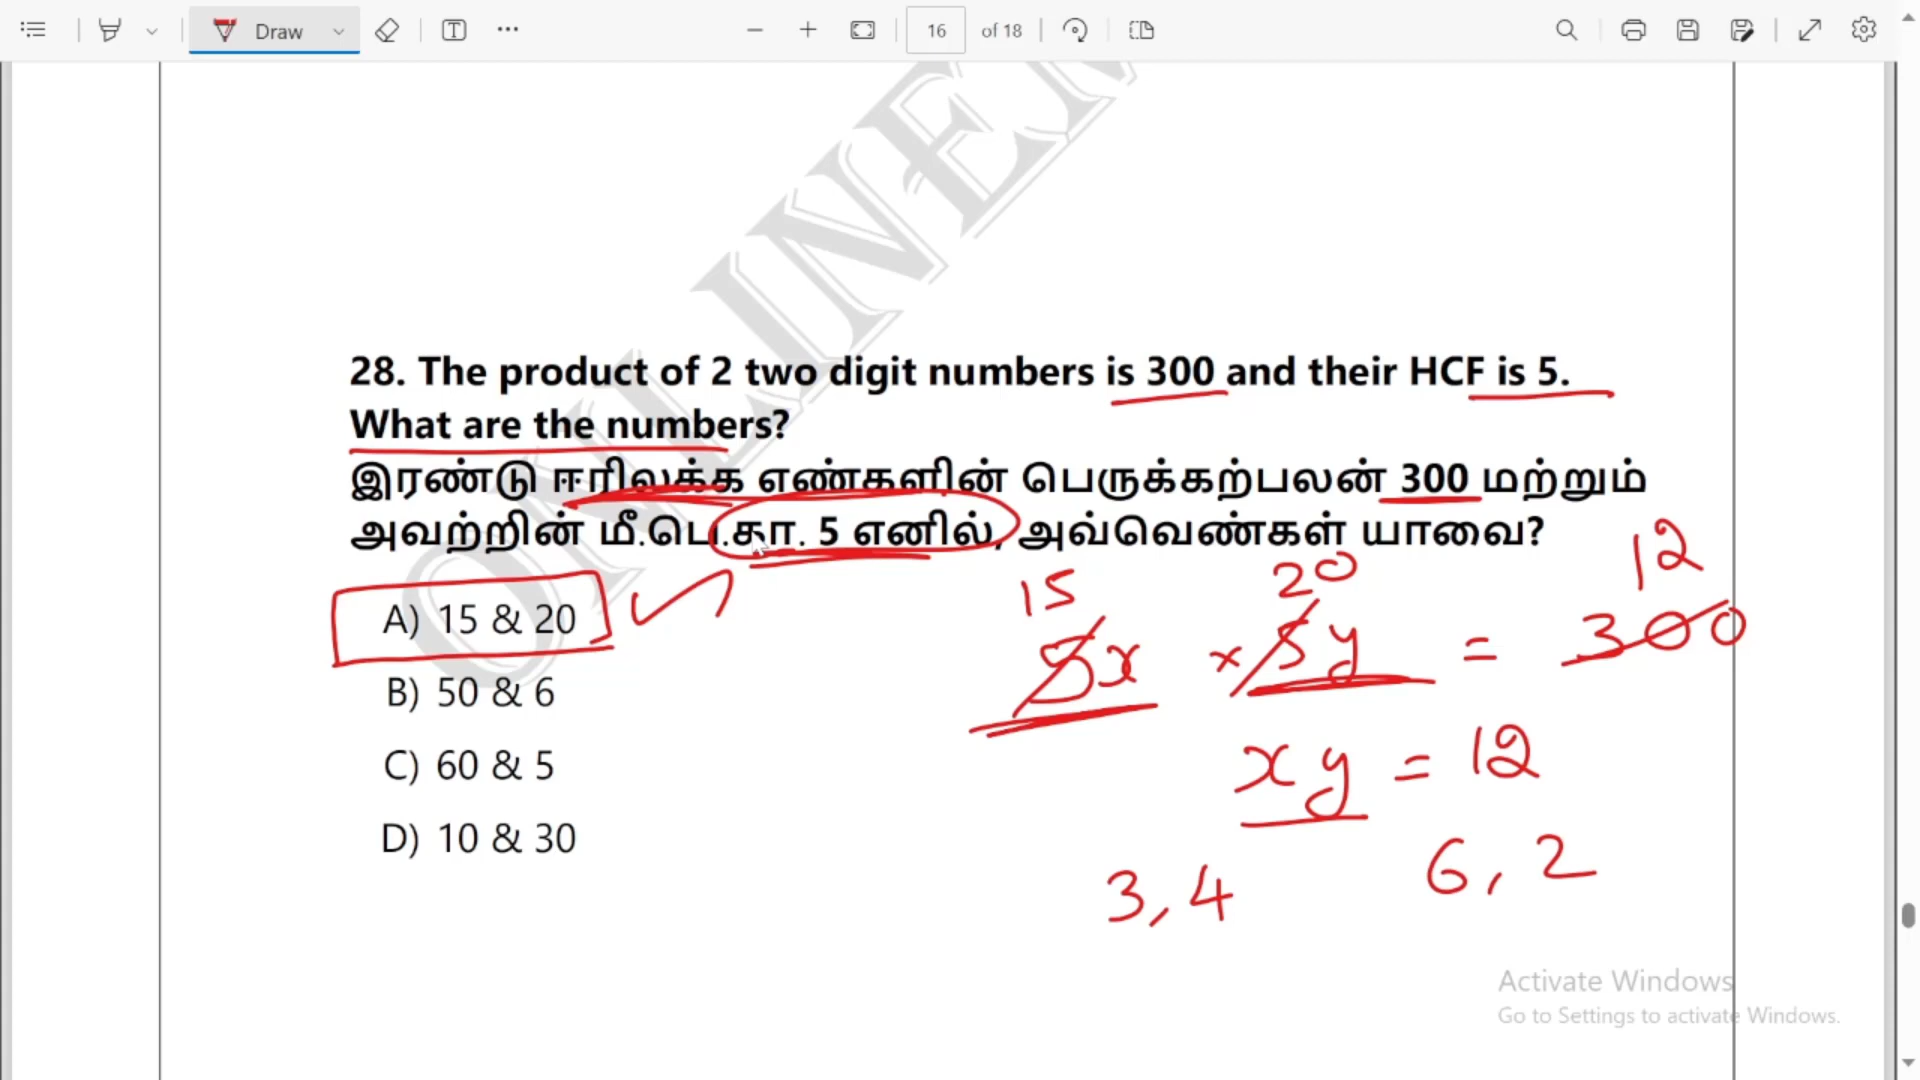 Draw
16 of 18
ONLINE
28. The product of 2 two digit numbers is 300 and their HCF is 5.
What are the numbers?
இரண்டு ஈரிலக்க எண்களின் பெருக்கற்பலன் 300 மற்றும்
அவற்றின் மீ.பெ.கா. 5 எனில், அவ்வெண்கள் யாவை?
A) 15 & 20
B) 50 & 6
C) 60 & 5
D) 10 & 30
15 20 12
5x × 5y = 300
xy = 12
3, 4 6, 2
Activate Windows
Go to Settings to activate Windows.